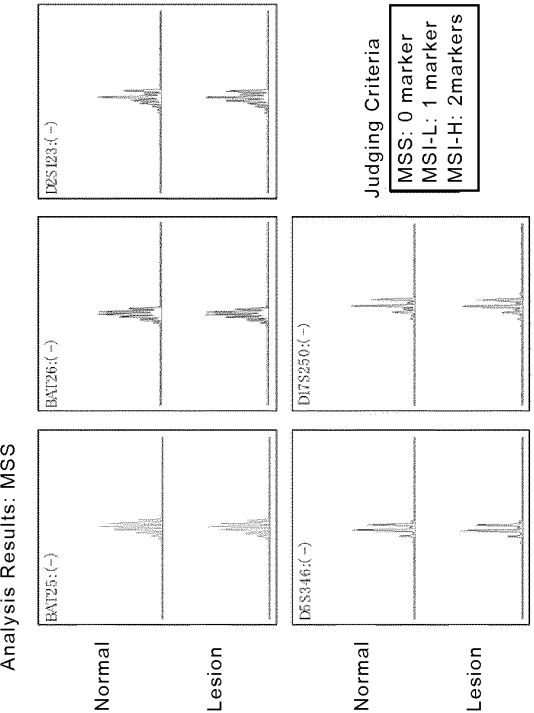 Analysis Results: MSS
BAT25:(-)
BAT26:(-)
D2S123:(-)
Normal
Lesion
D5S346:(-)
D17S250:(-)
Normal
Lesion
Judging Criteria
MSS: 0 marker
MSI-L: 1 marker
MSI-H: 2markers